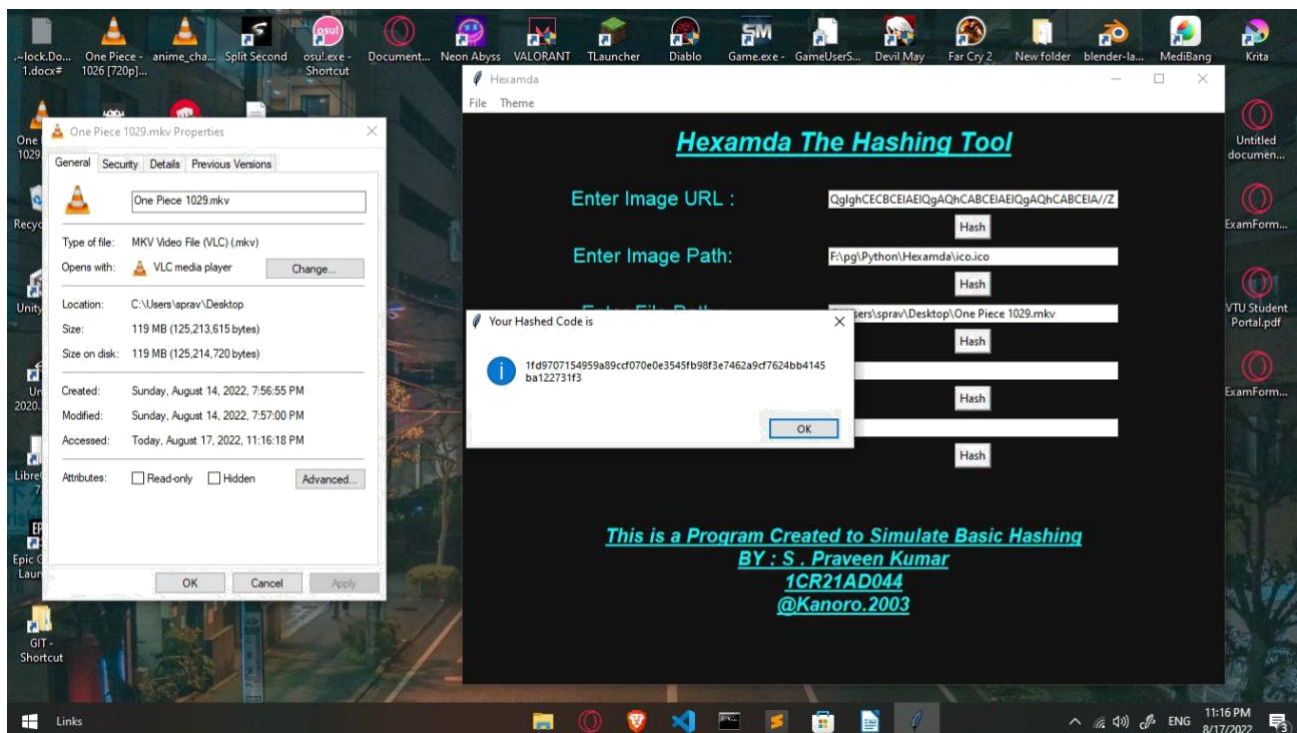 .~lock.Do...
1.docx#
One Piece -
1026 [720p]...
anime_cha...
Split Second
osu!.exe -
Shortcut
Document...
Neon Abyss
VALORANT
TLauncher
Diablo
Game.exe -
GameUserS...
Devil May
Far Cry 2
New folder
blender-la...
MediBang
Krita
osu!
SM
One
1029
Recyc
Unity
Un
2020.
Libre
7
Epic G
Laun
GIT -
Shortcut
One Piece 1029.mkv Properties
General Security Details Previous Versions
One Piece 1029.mkv
Type of file: MKV Video File (VLC) (.mkv)
Opens with: VLC media player Change...
Location: C:\Users\sprav\Desktop
Size: 119 MB (125,213,615 bytes)
Size on disk: 119 MB (125,214,720 bytes)
Created: Sunday, August 14, 2022, 7:56:55 PM
Modified: Sunday, August 14, 2022, 7:57:00 PM
Accessed: Today, August 17, 2022, 11:16:18 PM
Attributes: Read-only Hidden Advanced...
OK Cancel Apply
Hexamda
File Theme
Hexamda The Hashing Tool
Enter Image URL : QgIghCECBCEIAEIQgAQhCABCEIAEIQgAQhCABCEIA//Z
Hash
Enter Image Path: F:\pg\Python\Hexamda\ico.ico
Hash
sers\sprav\Desktop\One Piece 1029.mkv
Hash
Hash
Hash
Your Hashed Code is
1fd9707154959a89ccf070e0e3545fb98f3e7462a9cf7624bb4145
ba122731f3
OK
This is a Program Created to Simulate Basic Hashing
BY : S . Praveen Kumar
1CR21AD044
@Kanoro.2003
Untitled
documen...
ExamForm...
VTU Student
Portal.pdf
ExamForm...
Links
ENG
11:16 PM
8/17/2022
3